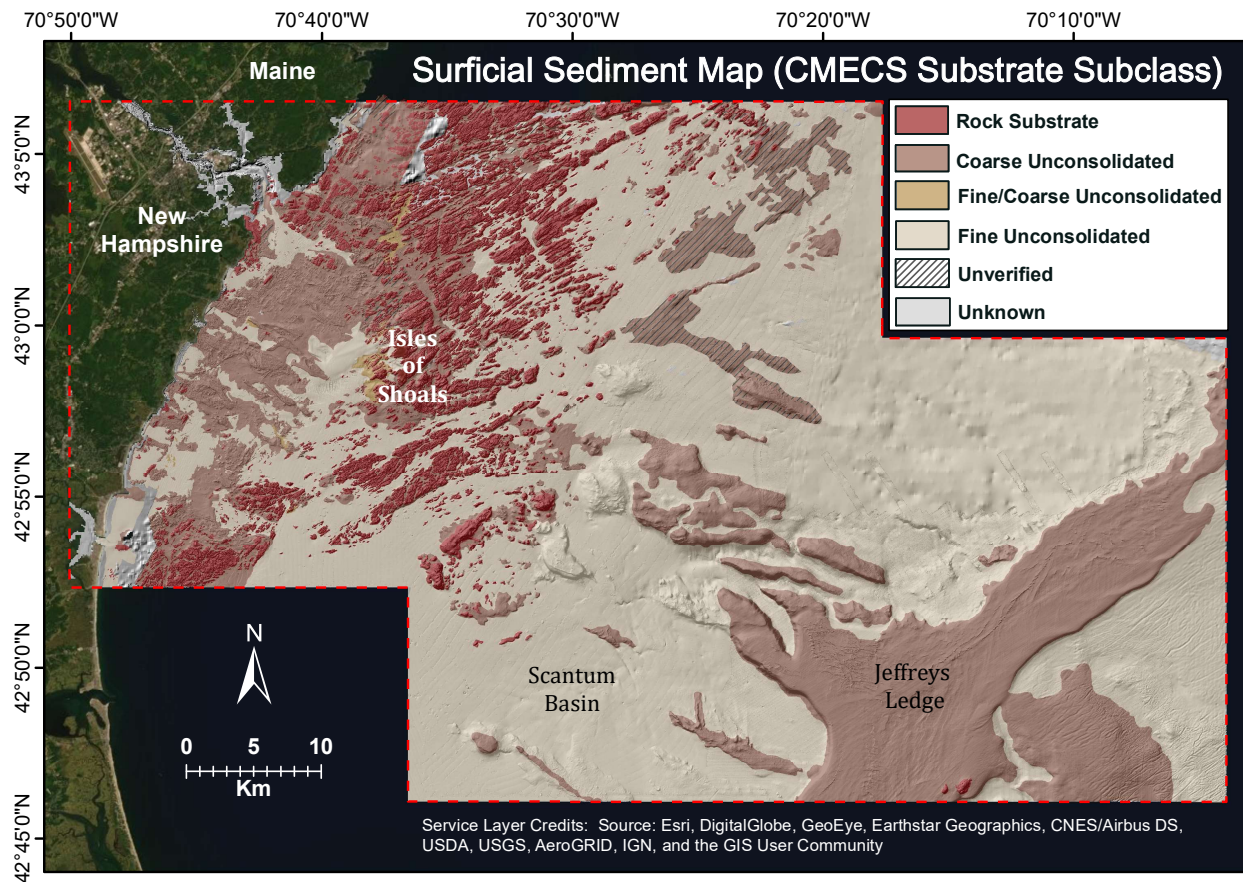 70°50'0"W 70°40'0"W 70°30'0"W 70°20'0"W 70°10'0"W
Surficial Sediment Map (CMECS Substrate Subclass)
Maine
Rock Substrate
Coarse Unconsolidated
Fine/Coarse Unconsolidated
Fine Unconsolidated
Unverified
Unknown
43°5'0"N
New
Hampshire
43°0'0"N
Isles
of
Shoals
42°55'0"N
42°50'0"N
N
Scantum
Basin
Jeffreys
Ledge
0 5 10
Km
42°45'0"N
Service Layer Credits: Source: Esri, DigitalGlobe, GeoEye, Earthstar Geographics, CNES/Airbus DS,
USDA, USGS, AeroGRID, IGN, and the GIS User Community